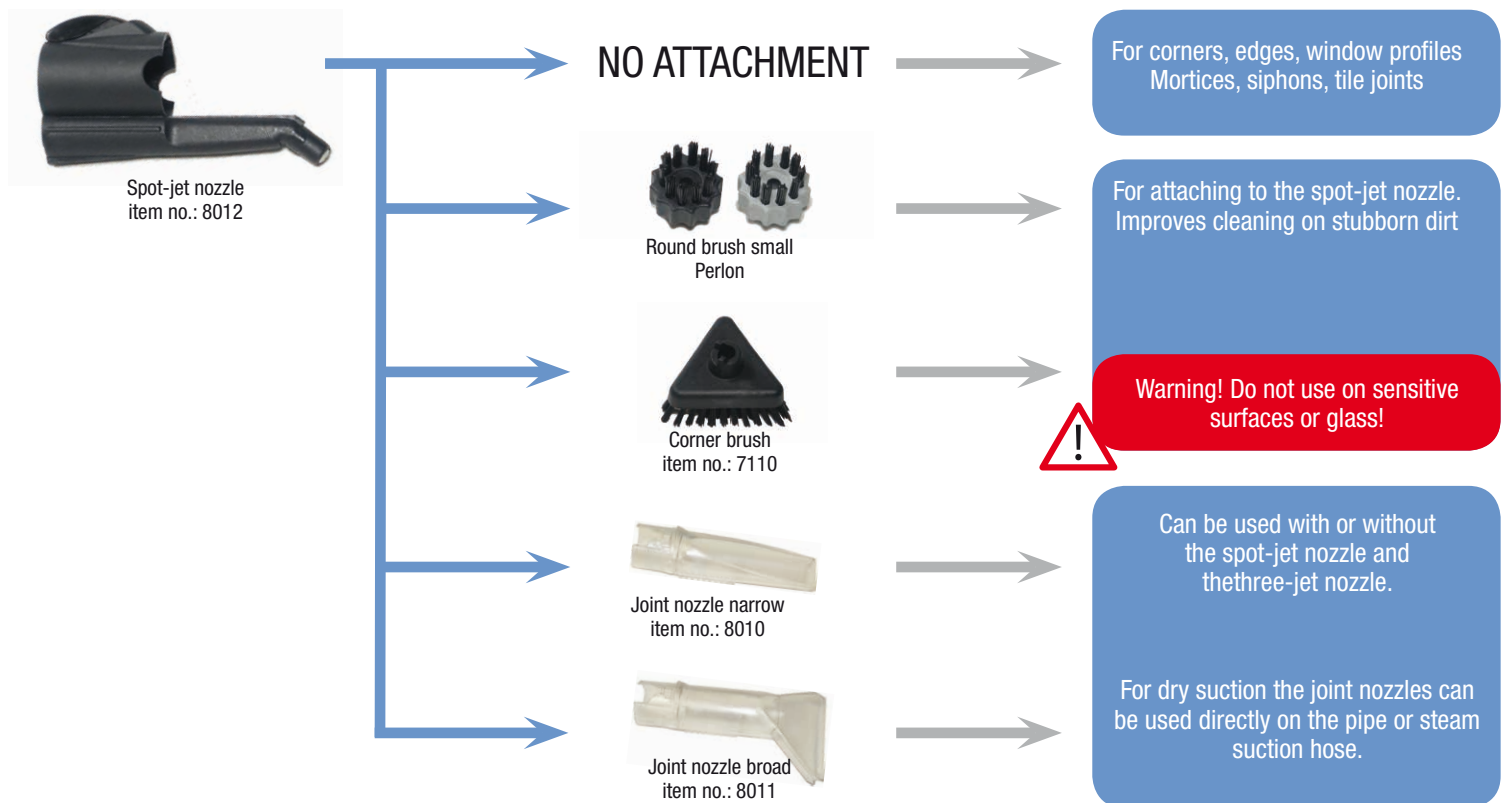 Spot-jet nozzle
item no.: 8012
NO ATTACHMENT
For corners, edges, window profiles
Mortices, siphons, tile joints
Round brush small
Perlon
For attaching to the spot-jet nozzle.
Improves cleaning on stubborn dirt
Corner brush
item no.: 7110
Warning! Do not use on sensitive
surfaces or glass!
!
Joint nozzle narrow
item no.: 8010
Can be used with or without
the spot-jet nozzle and
thethree-jet nozzle.
Joint nozzle broad
item no.: 8011
For dry suction the joint nozzles can
be used directly on the pipe or steam
suction hose.